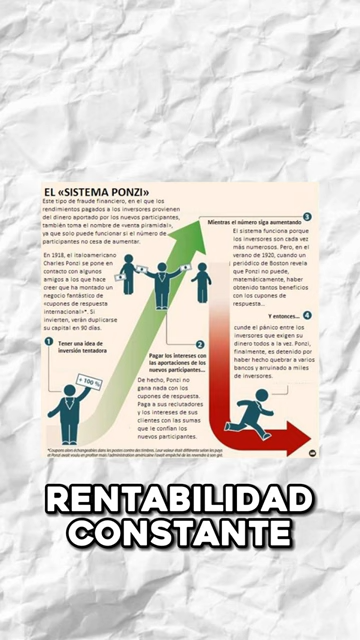 EL «SISTEMA PONZI»
Este tipo de fraude financiero, en el que los
rendimientos pagados a los inversores provienen
del dinero aportado por los nuevos participantes,
también toma el nombre de «venta piramidal»,
ya que solo puede funcionar si el número de
participantes no cesa de aumentar.
En 1918, el italoamericano
Charles Ponzi se pone en
contacto con algunos
amigos a los que hace
creer que ha montado un
negocio fantástico de
«cupones de respuesta
internacional»*. Si
invierten, verán duplicarse
su capital en 90 días.
1
Tener una idea de
inversión tentadora
+ 100 %
2
Pagar los intereses con
las aportaciones de los
nuevos participantes...
De hecho, Ponzi no
gana nada con los
cupones de respuesta.
Paga a sus reclutadores
y los intereses de sus
clientes con las sumas
que le confían los
nuevos participantes.
3
Mientras el número siga aumentando
El sistema funciona porque
los inversores son cada vez
más numerosos. Pero, en el
verano de 1920, cuando un
periódico de Boston revela
que Ponzi no puede,
matemáticamente, haber
obtenido tantos beneficios
con los cupones de
respuesta...
Y entonces...
4
cunde el pánico entre los
inversores que exigen su
dinero todos a la vez. Ponzi,
finalmente, es detenido por
haber hecho quebrar a varios
bancos y arruinado a miles
de inversores.
RENTABILIDAD
CONSTANTE